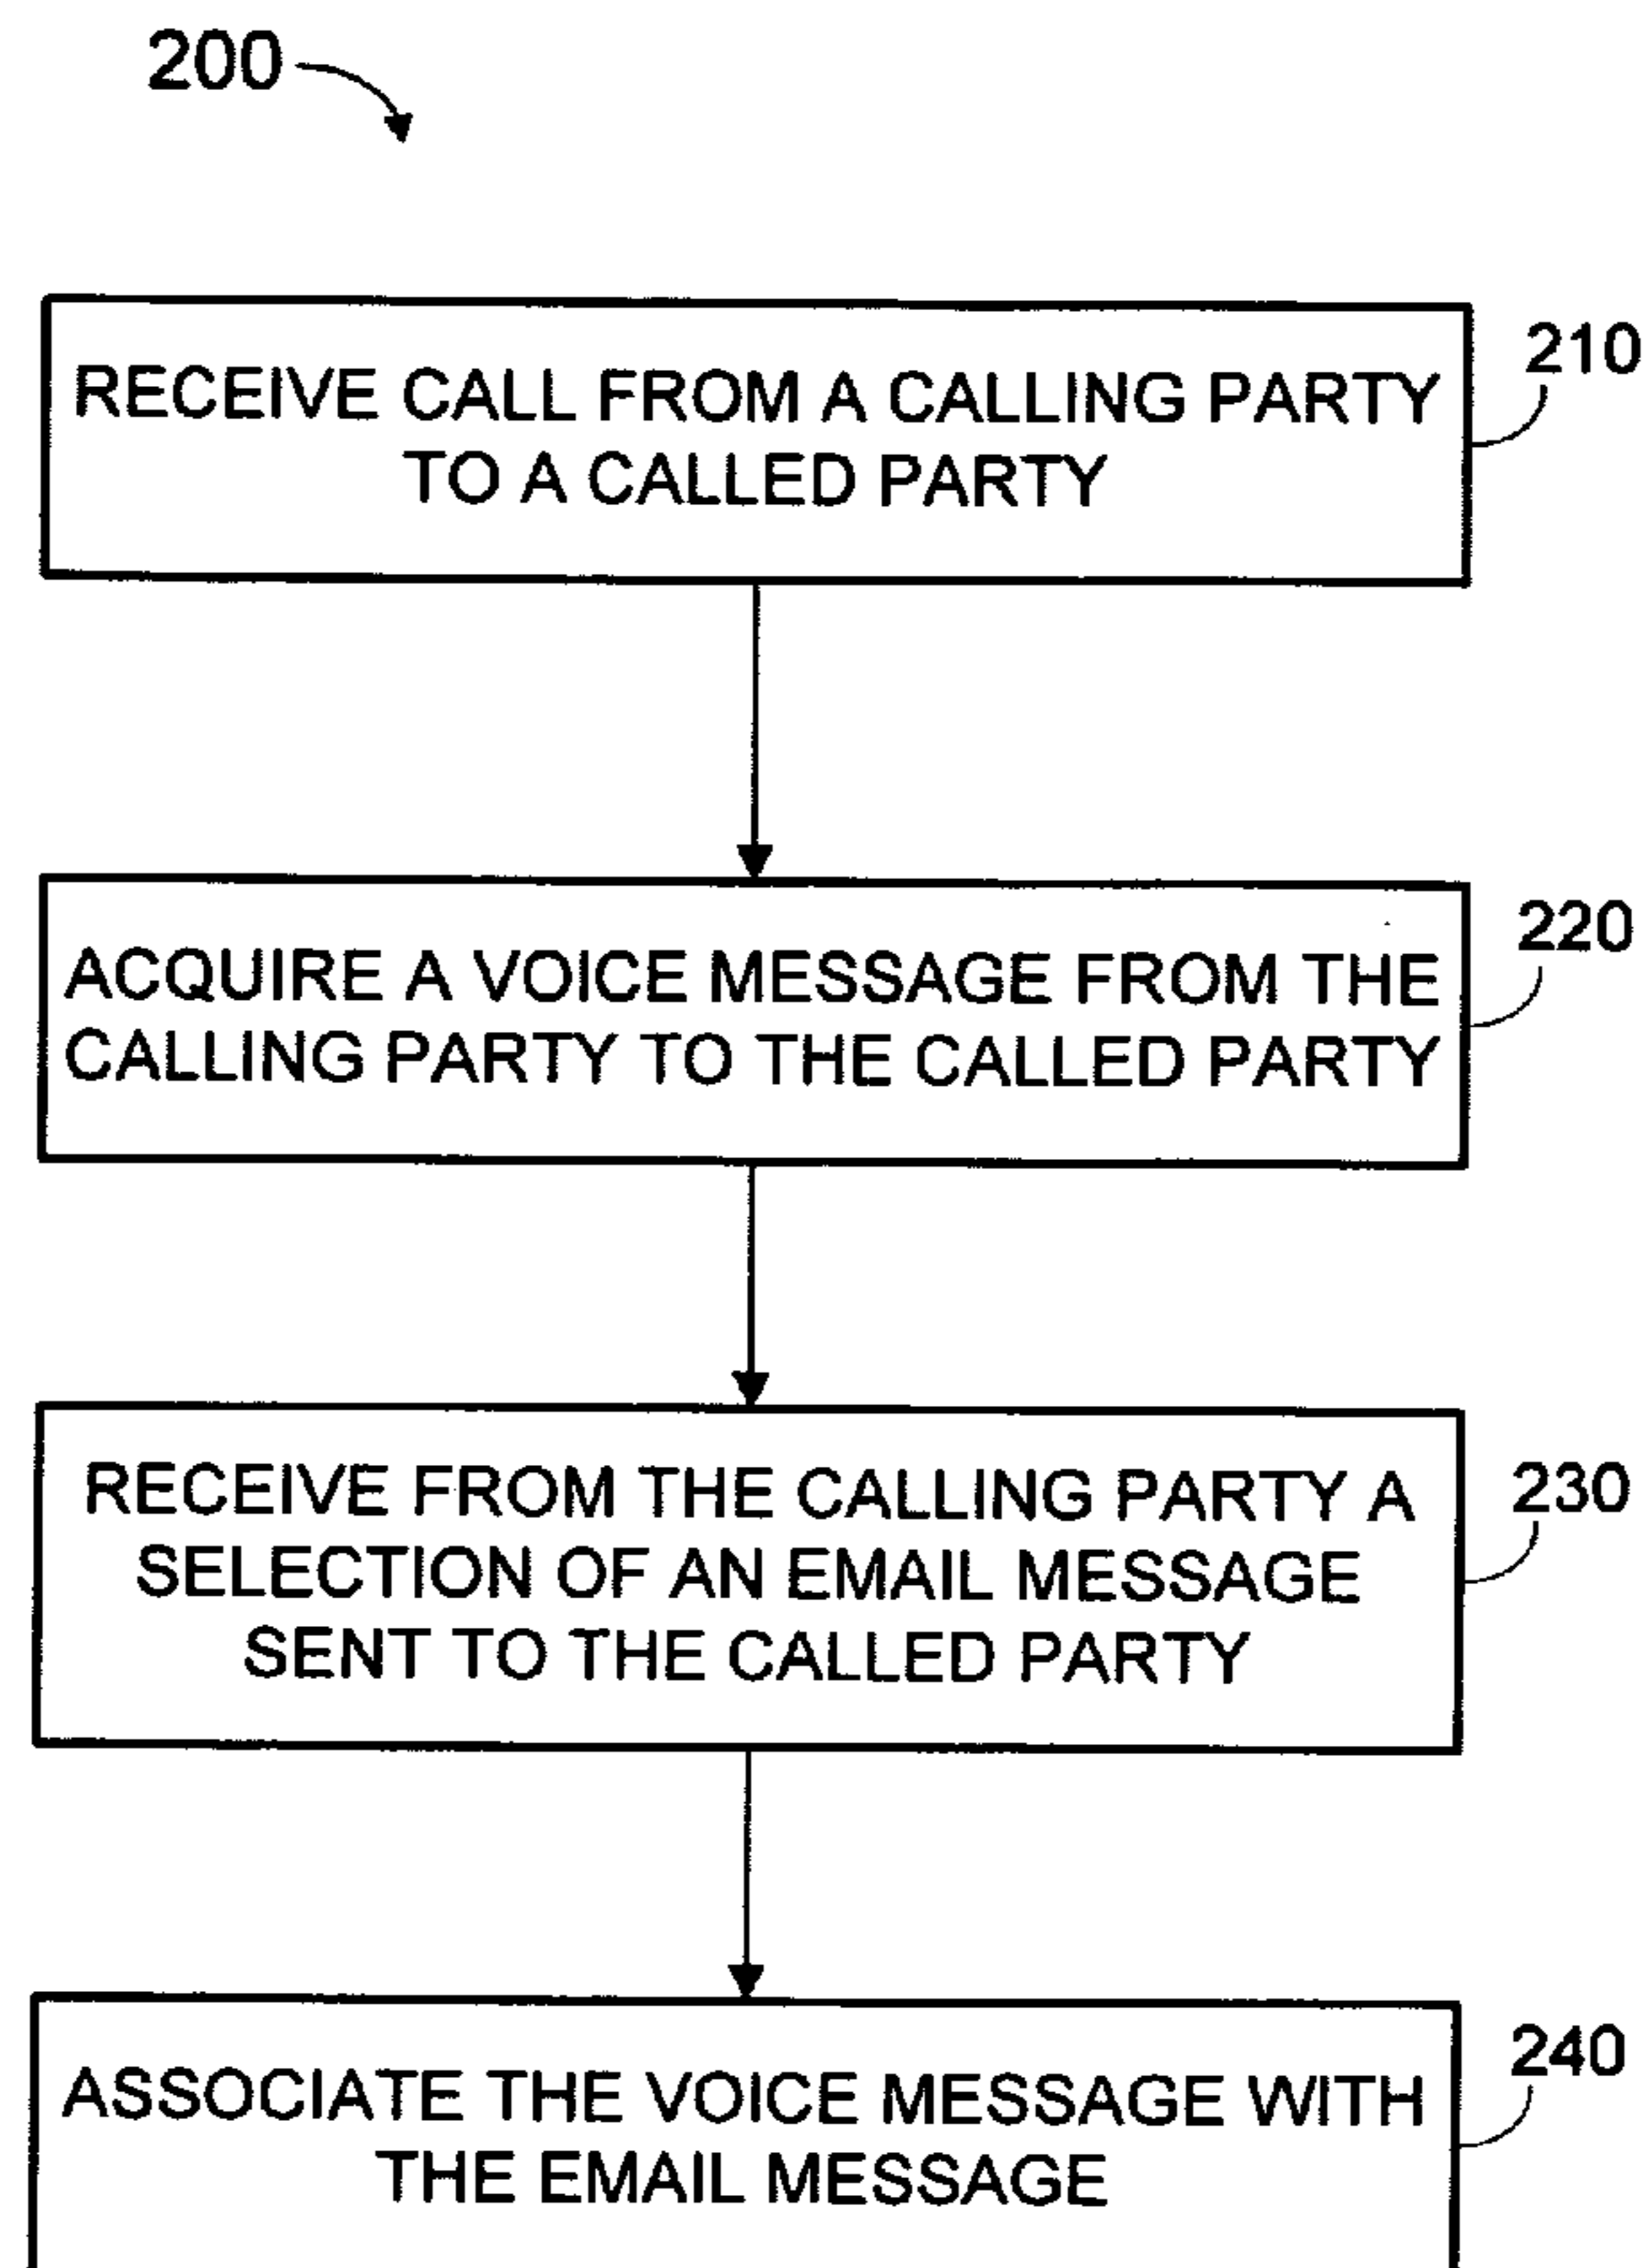 200
RECEIVE CALL FROM A CALLING PARTY
TO A CALLED PARTY
210
ACQUIRE A VOICE MESSAGE FROM THE
CALLING PARTY TO THE CALLED PARTY
220
RECEIVE FROM THE CALLING PARTY A
SELECTION OF AN EMAIL MESSAGE
SENT TO THE CALLED PARTY
230
ASSOCIATE THE VOICE MESSAGE WITH
THE EMAIL MESSAGE
240